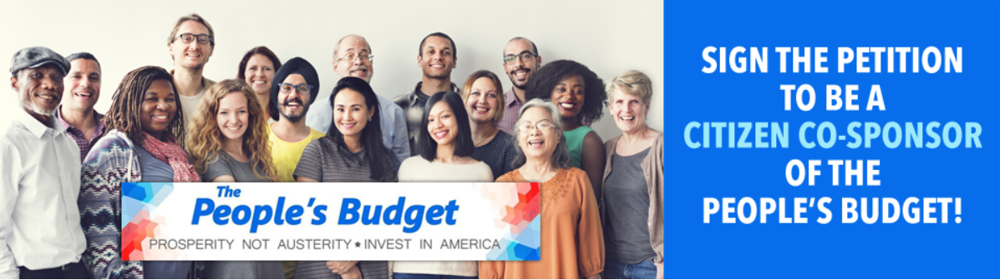 The
People's Budget
PROSPERITY NOT AUSTERITY★INVEST IN AMERICA
SIGN THE PETITION
TO BE A
CITIZEN CO-SPONSOR
OF THE
PEOPLE'S BUDGET!